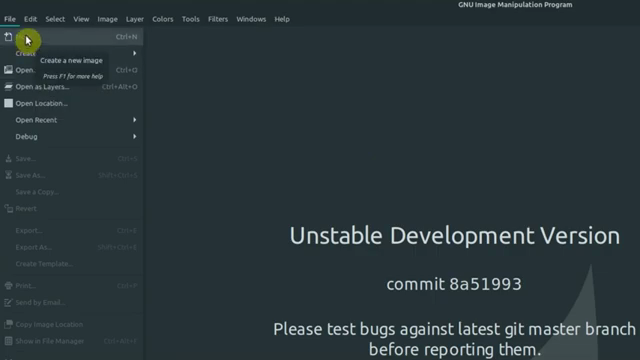 GNU Image Manipulation Program
File Edit Select View Image Layer Colors Tools Filters Windows Help
Ctrl+N
Create
Create a new image
Open. Ctrl+O
Press F1 for more help
Open as Layers... Ctrl+Alt+O
Open Location...
Open Recent
Debug
Save... Ctrl+S
Save As... Shift+Ctrl+S
Save a Copy...
Revert
Export... Ctrl+E
Export As... Shift+Ctrl+E
Create Template...
Print... Ctrl+P
Send by Email...
Copy Image Location
Show in File Manager Ctrl+Alt+F
Unstable Development Version
commit 8a51993
Please test bugs against latest git master branch
before reporting them.